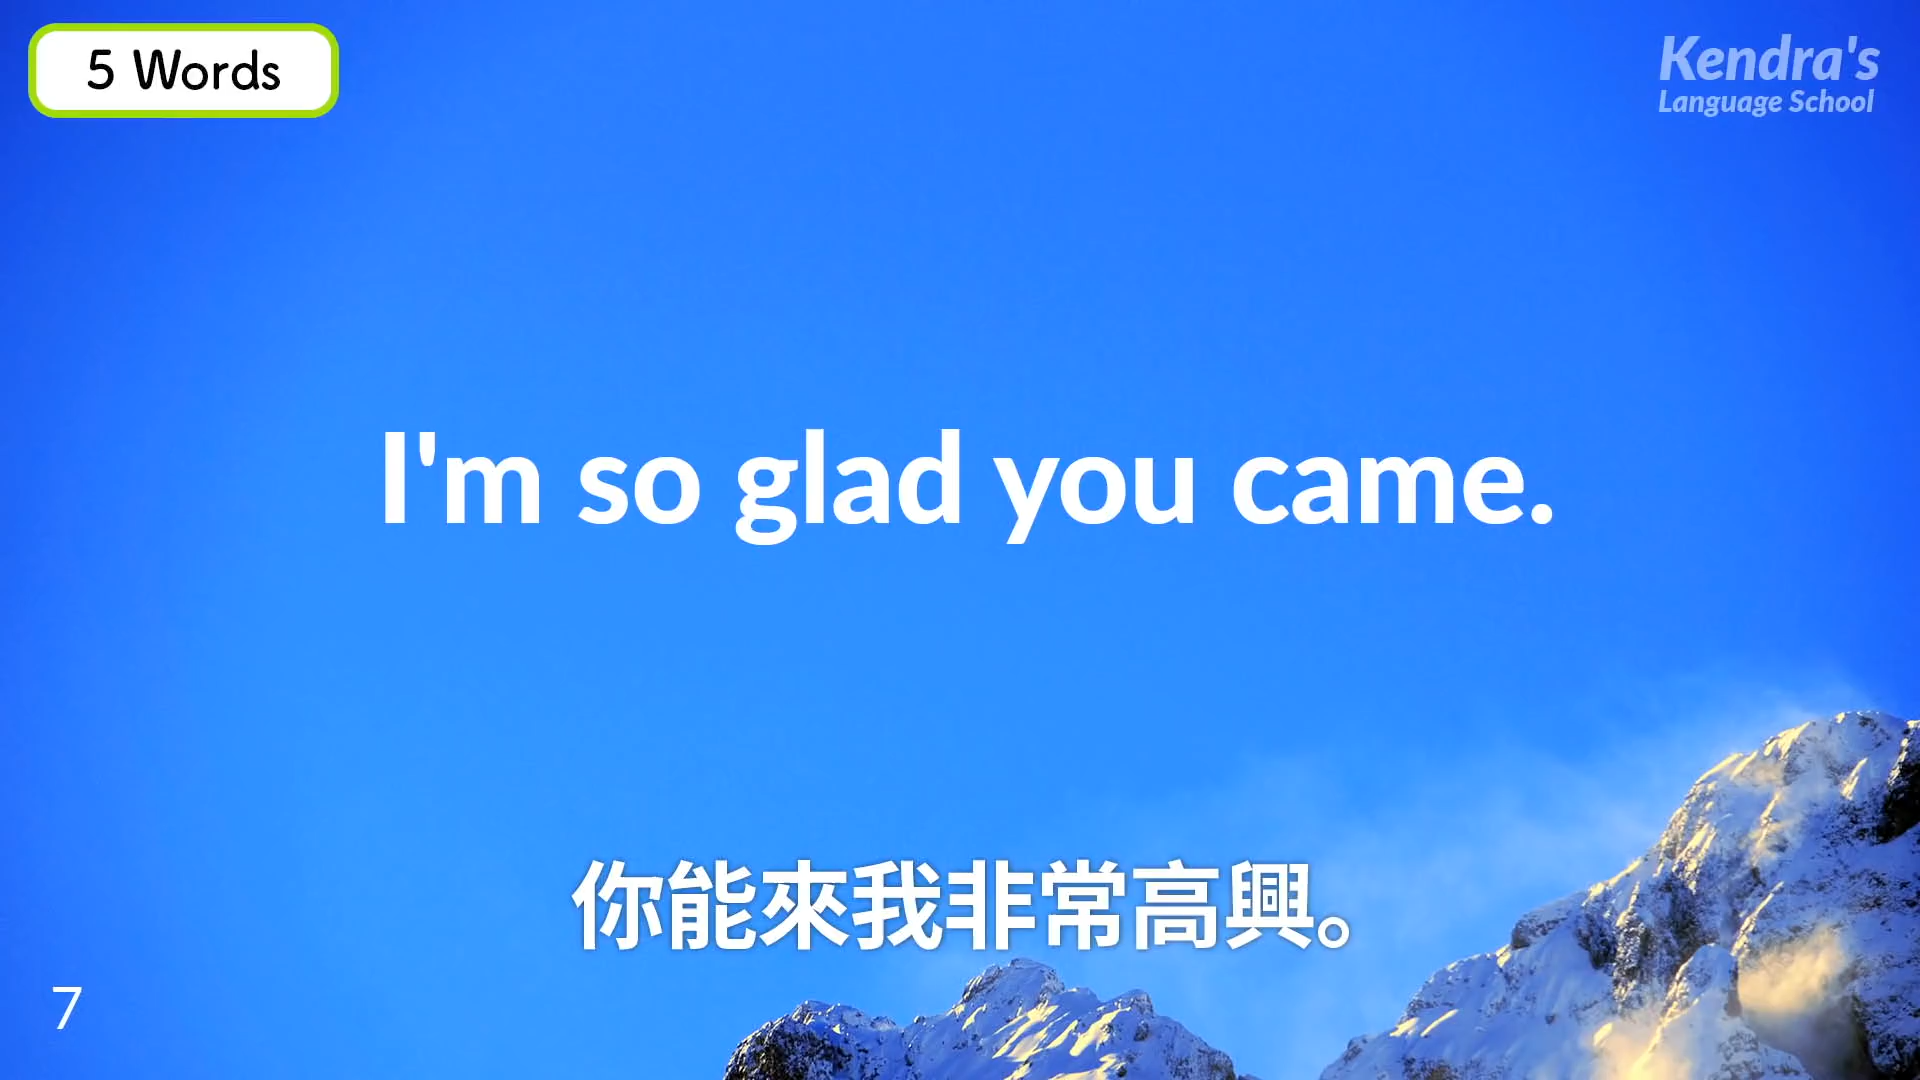 5 Words
Kendra's
Language School
I'm so glad you came.
你能來我非常高興。
7